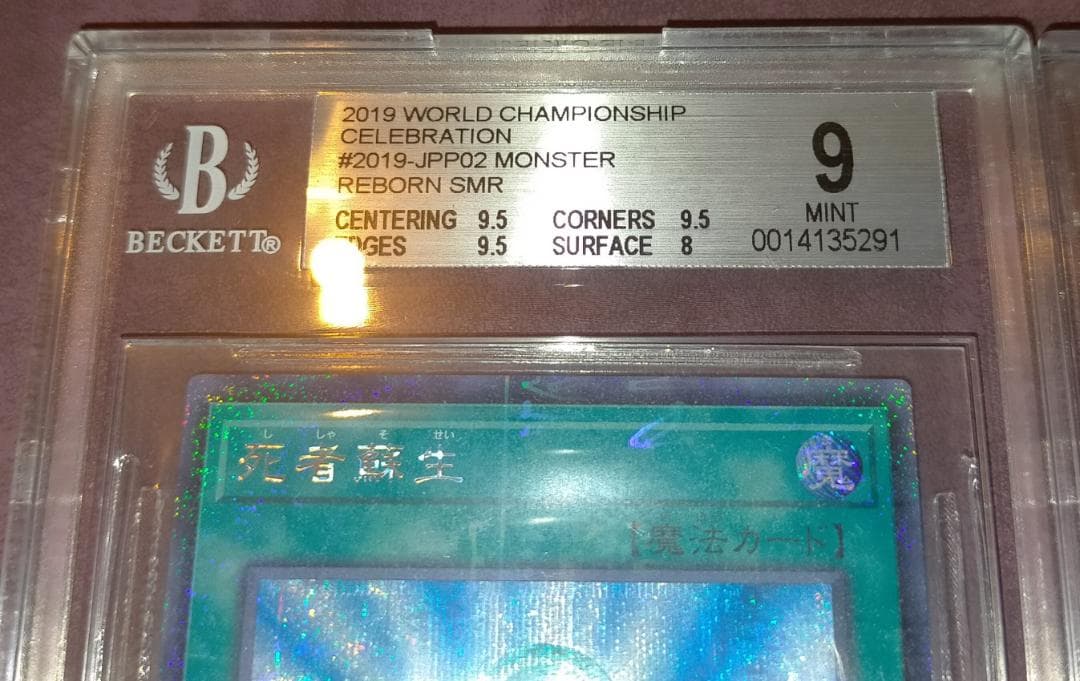 B
BECKETT®
2019 WORLD CHAMPIONSHIP
CELEBRATION
#2019-JPP02 MONSTER
REBORN SMR
CENTERING 9.5 CORNERS 9.5
EDGES 9.5 SURFACE 8
9
MINT
0014135291
し しゃ そ せい
死者蘇生
魔
【魔法カード】